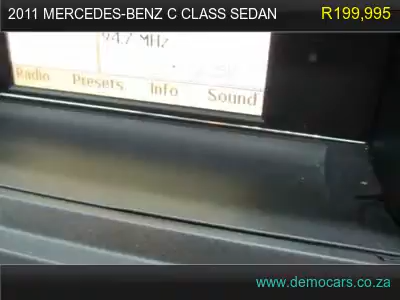 2011 MERCEDES-BENZ C CLASS SEDAN R199,995
94.7 MHz
Radio Presets Info Sound
www.democars.co.za